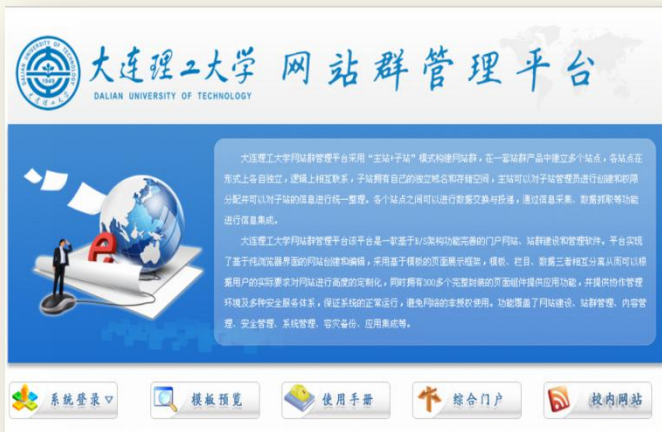 大连理工大学 网站群管理平台
DALIAN UNIVERSITY OF TECHNOLOGY
大连理工大学网站群管理平台采用“主站+子站”模式构建网站群，在一套站群产品中建立多个站点，各站点在
形式上各自独立，逻辑上相互联系，子站拥有自己的独立域名和存储空间，主站可以对子站管理员进行创建和权限
分配并可以对子站的信息进行统一整理。各个站点之间可以进行数据交换与投递，通过信息采集、数据抓取等功能
进行信息集成。
大连理工大学网站群管理平台该平台是一款基于B/S架构功能完善的门户网站、站群建设和管理软件。平台实现
了基于纯浏览器界面的网站创建和编辑，采用基于模板的页面展示框架，模板、栏目、数据三者相互分离从而可以根
据用户的实际要求对网站进行高度的定制化，同时拥有300多个完整封装的页面组件提供应用功能，并提供协作管理
环境及多种安全服务体系，保证系统的正常运行，避免网络的非授权使用。功能覆盖了网站建设、站群管理、内容管
理、安全管理、系统管理、容灾备份、应用集成等。
系统登录 模板预览 使用手册 综合门户 校内网站